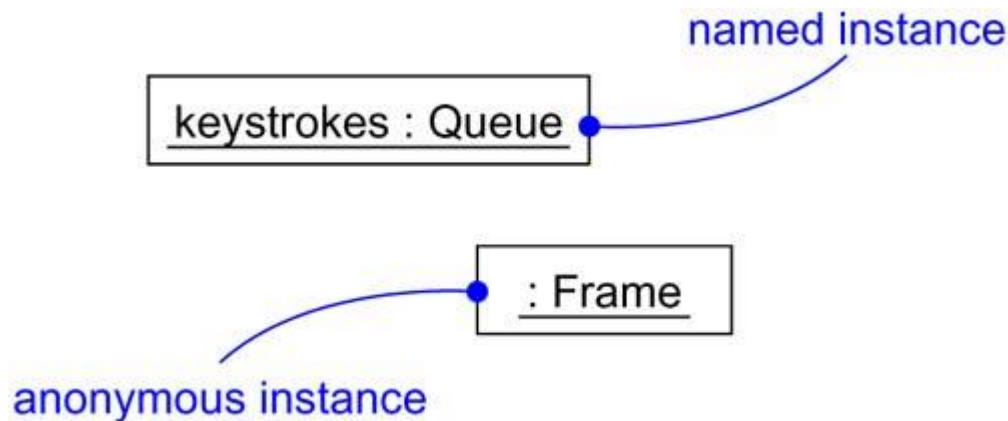 named instance
keystrokes : Queue
: Frame
anonymous instance